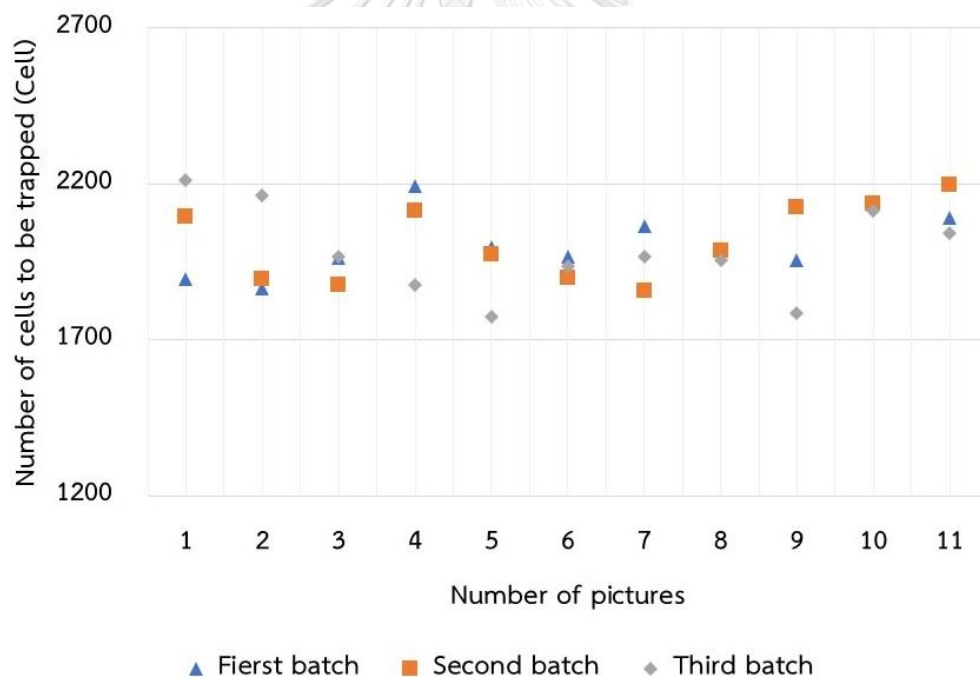 2700
2200
1700
1200
Number of cells to be trapped (Cell)
1 2 3 4 5 6 7 8 9 10 11
Number of pictures
Fierst batch Second batch Third batch